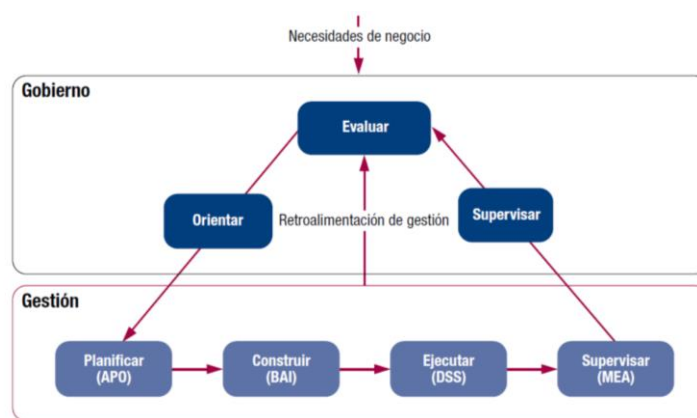 Necesidades de negocio
Gobierno
Evaluar
Orientar
Retroalimentación de gestión
Supervisar
Gestión
Planificar
(APO)
Construir
(BAI)
Ejecutar
(DSS)
Supervisar
(MEA)